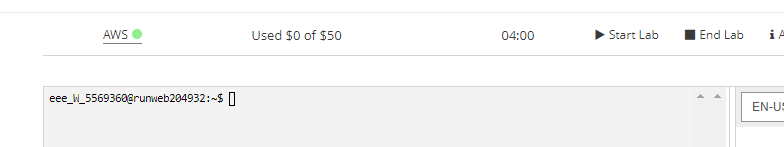 AWS Used $0 of $50 04:00 Start Lab End Lab
eee_W_5569360@runweb204932:~$
EN-US